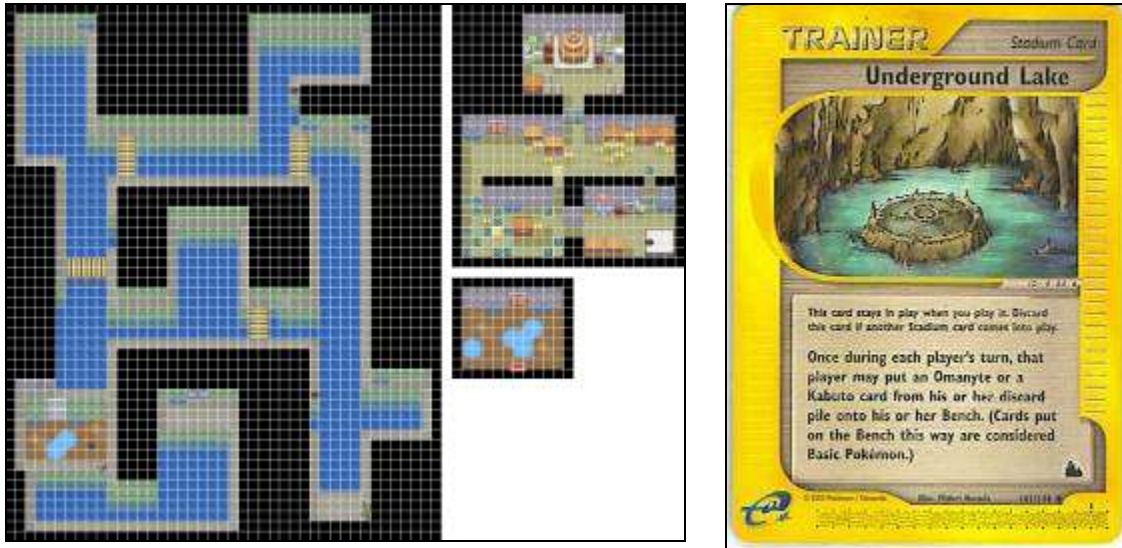 TRAINER
Stadium Card
Underground Lake
This card stays in play when you play it. Discard
this card if another Stadium card comes into play.
Once during each player's turn, that
player may put an Omanyte or a
Kabuto card from his or her discard
pile onto his or her Bench. (Cards put
on the Bench this way are considered
Basic Pokémon.)